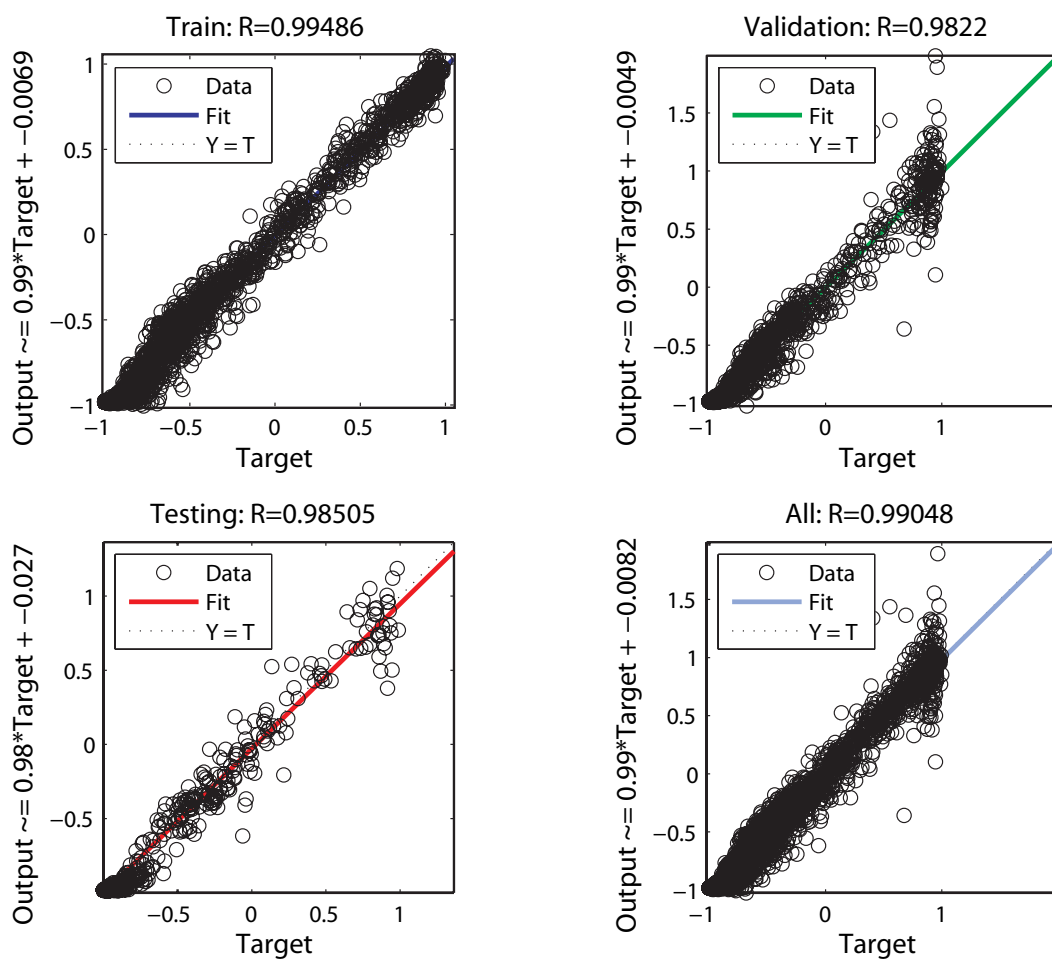 Train: R=0.99486
Output ~= 0.99*Target + −0.0069
1
0.5
0
−0.5
−1
Data
Fit
Y = T
−1
−0.5
0
0.5
1
Target
Validation: R=0.9822
Output ~= 0.99*Target + −0.0049
1.5
1
0.5
0
−0.5
−1
Data
Fit
Y = T
−1
0
1
Target
Testing: R=0.98505
Output ~= 0.98*Target + −0.027
1
0.5
0
−0.5
Data
Fit
Y = T
−0.5
0
0.5
1
Target
All: R=0.99048
Output ~= 0.99*Target + −0.0082
1.5
1
0.5
0
−0.5
−1
Data
Fit
Y = T
−1
0
1
Target